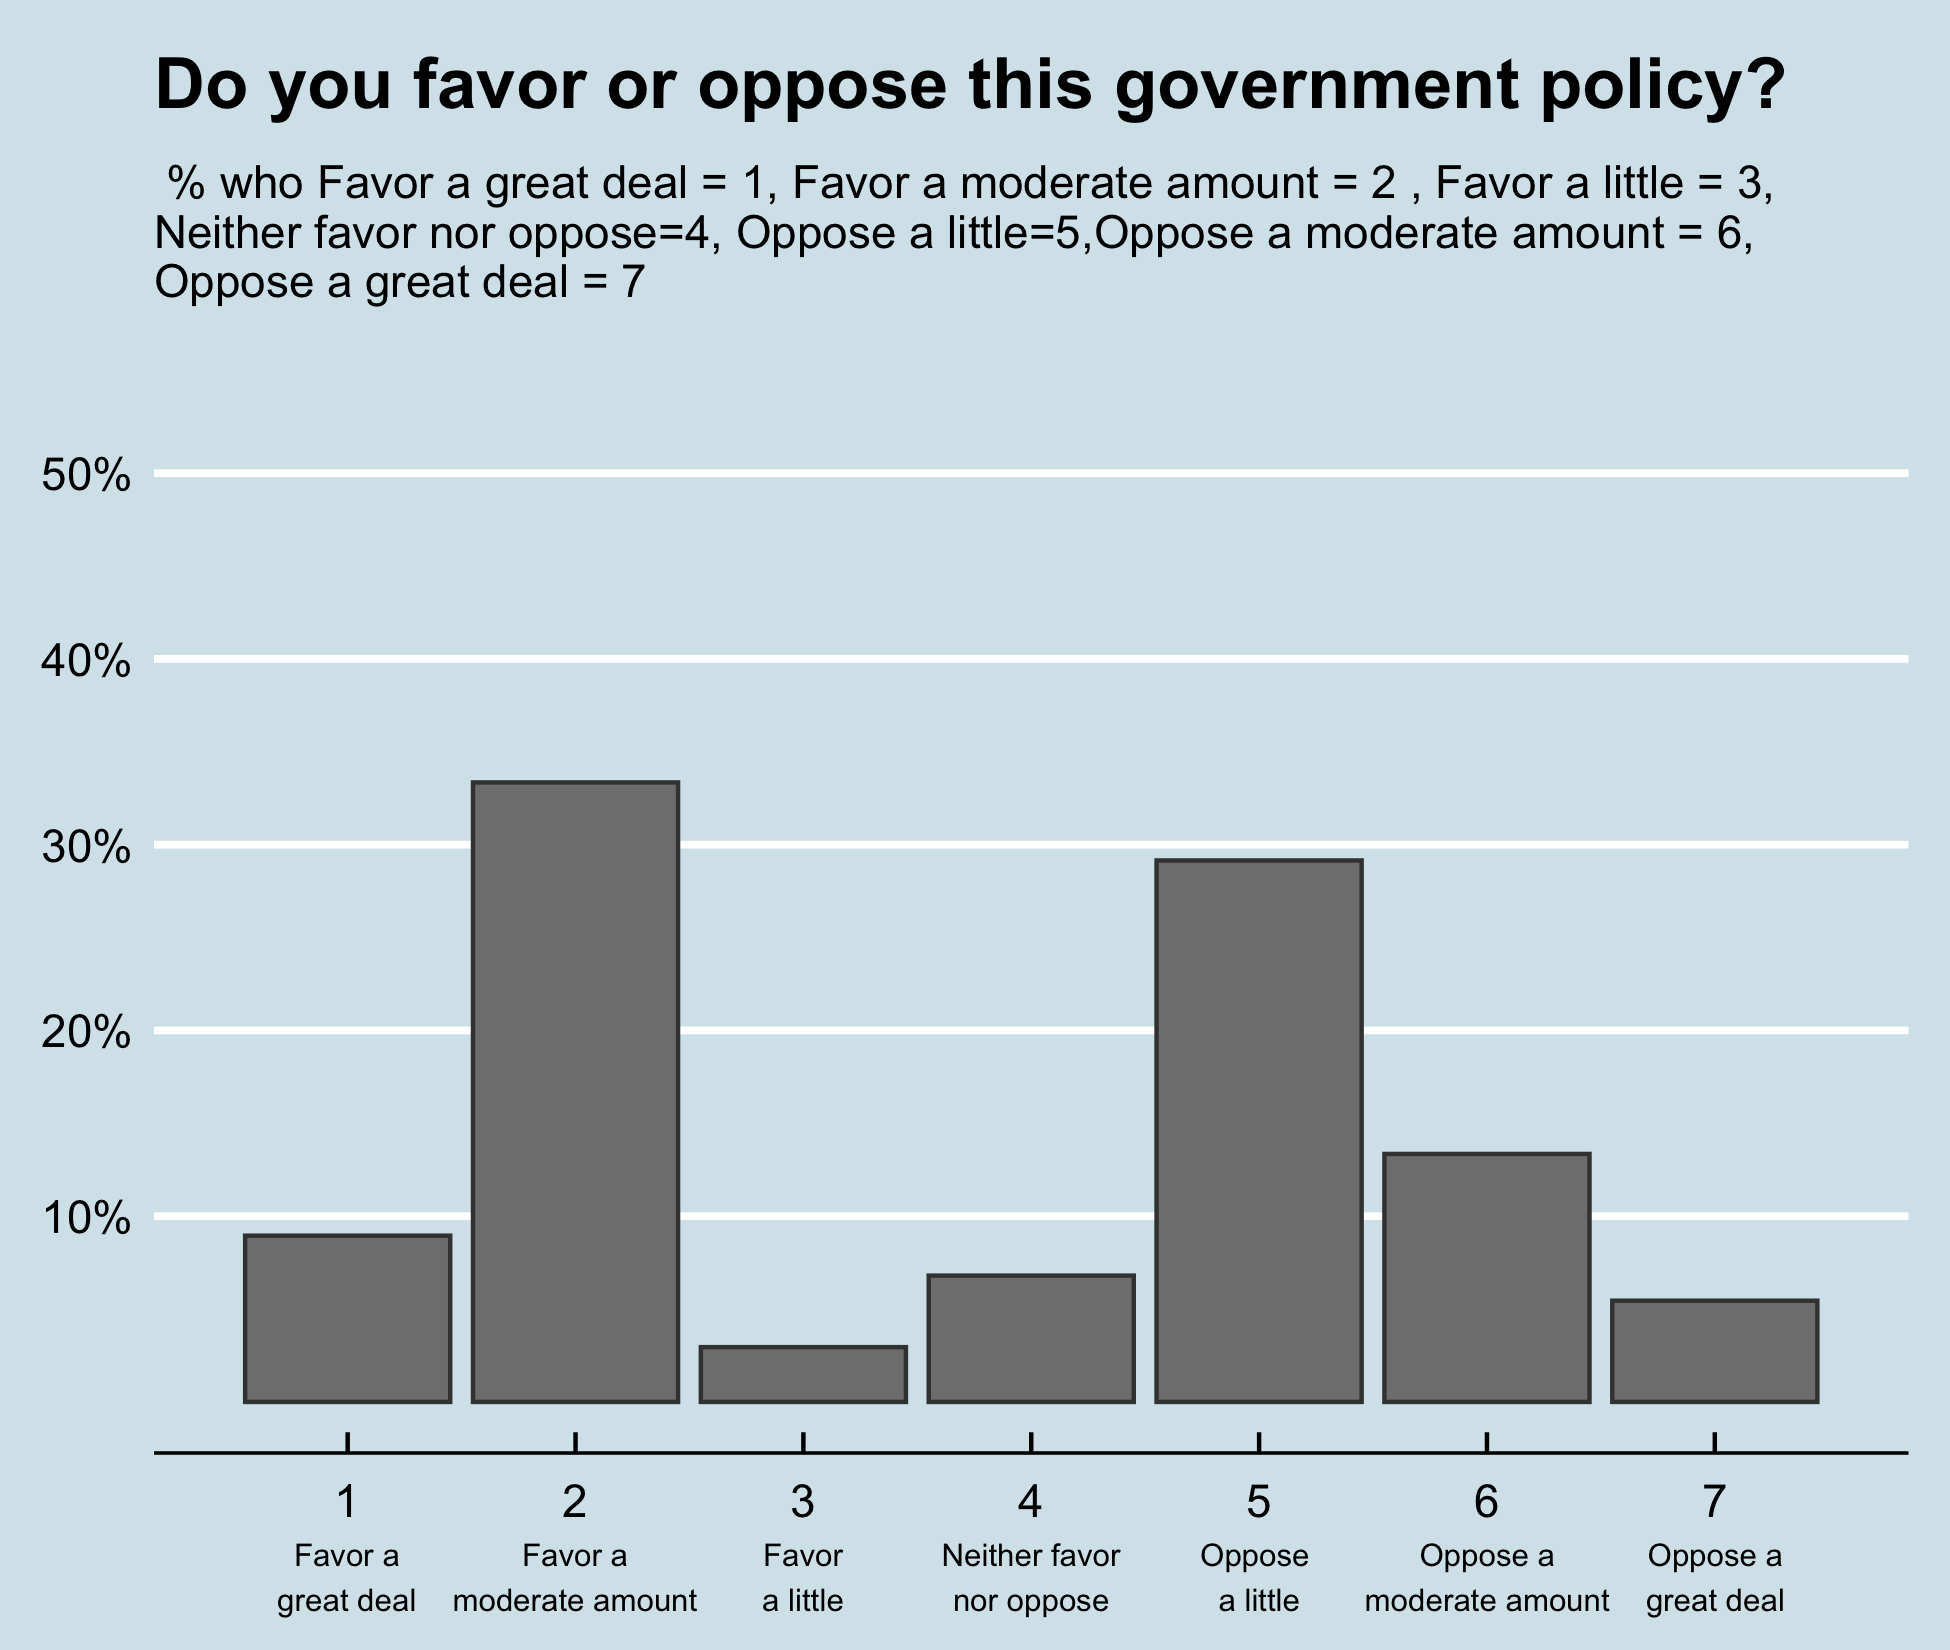 Do you favor or oppose this government policy?
% who Favor a great deal = 1, Favor a moderate amount = 2 , Favor a little = 3,
Neither favor nor oppose=4, Oppose a little=5,Oppose a moderate amount = 6,
Oppose a great deal = 7
50%
40%
30%
20%
10%
1 2 3 4 5 6 7
Favor a Favor a Favor Neither favor Oppose Oppose a Oppose a
great deal moderate amount a little nor oppose a little moderate amount great deal